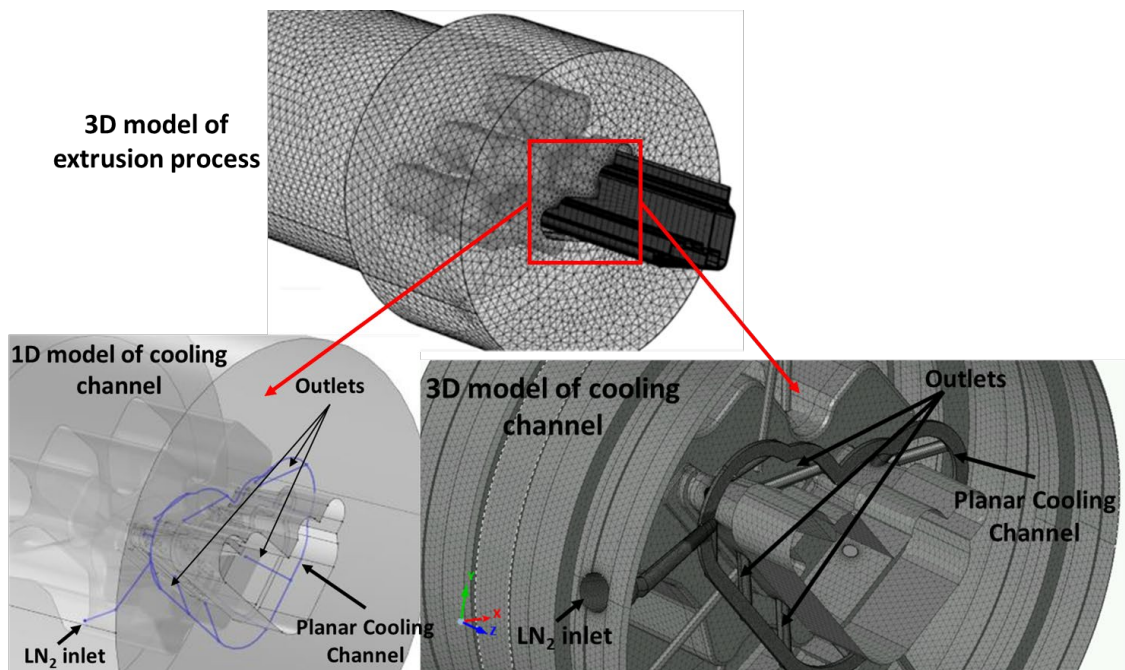 3D model of
extrusion process
1D model of cooling
channel
Outlets
LN₂ inlet
Planar Cooling
Channel
3D model of cooling
channel
Outlets
Planar Cooling
Channel
LN₂ inlet
Y
X
Z